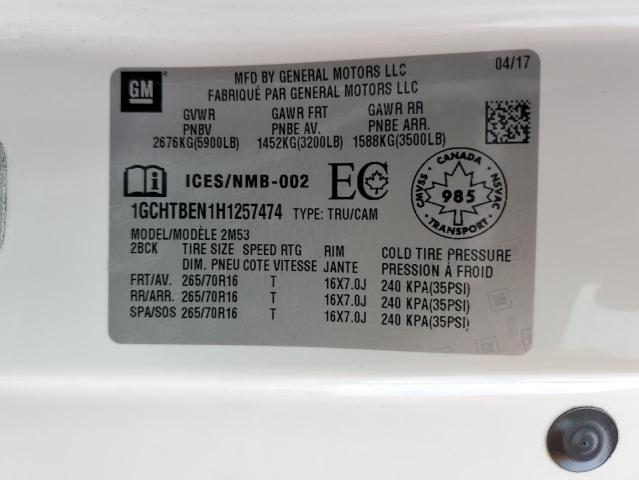 GM
MFD BY GENERAL MOTORS LLC
FABRIQUÉ PAR GENERAL MOTORS LLC
04/17
GVWR GAWR FRT GAWR RR
PNBV PNBE AV. PNBE ARR.
2676KG(5900LB) 1452KG(3200LB) 1588KG(3500LB)
ICES/NMB-002 EC
CANADA
CMVSS 985 NSVAC
TRANSPORT
1GCHTBEN1H1257474 TYPE: TRU/CAM
MODEL/MODÈLE 2M53
2BCK TIRE SIZE SPEED RTG RIM COLD TIRE PRESSURE
DIM. PNEU COTE VITESSE JANTE PRESSION À FROID
FRT/AV. 265/70R16 T 16X7.0J 240 KPA(35PSI)
RR/ARR. 265/70R16 T 16X7.0J 240 KPA(35PSI)
SPA/SOS 265/70R16 T 16X7.0J 240 KPA(35PSI)